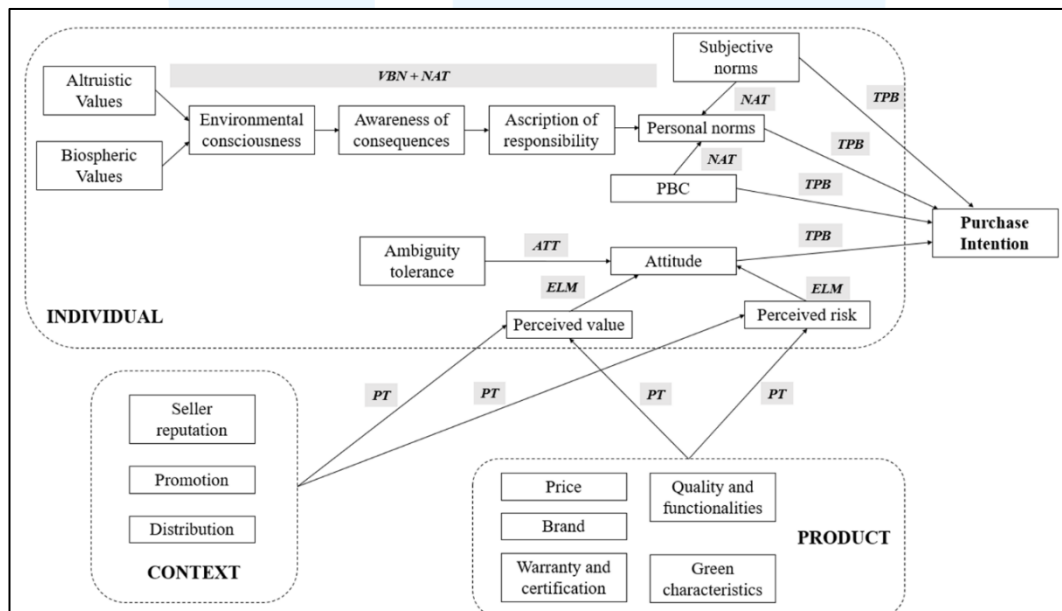 Subjective
norms
VBN + NAT
Altruistic
Values
NAT
TPB
Environmental
consciousness
Awareness of
consequences
Ascription of
responsibility
Personal norms
TPB
Biospheric
Values
NAT
PBC
TPB
Purchase
Intention
TPB
Ambiguity
tolerance
ATT
Attitude
ELM
ELM
INDIVIDUAL
Perceived value
Perceived risk
PT
PT
PT
PT
Seller
reputation
Promotion
Distribution
CONTEXT
Price
Quality and
functionalities
Brand
PRODUCT
Warranty and
certification
Green
characteristics